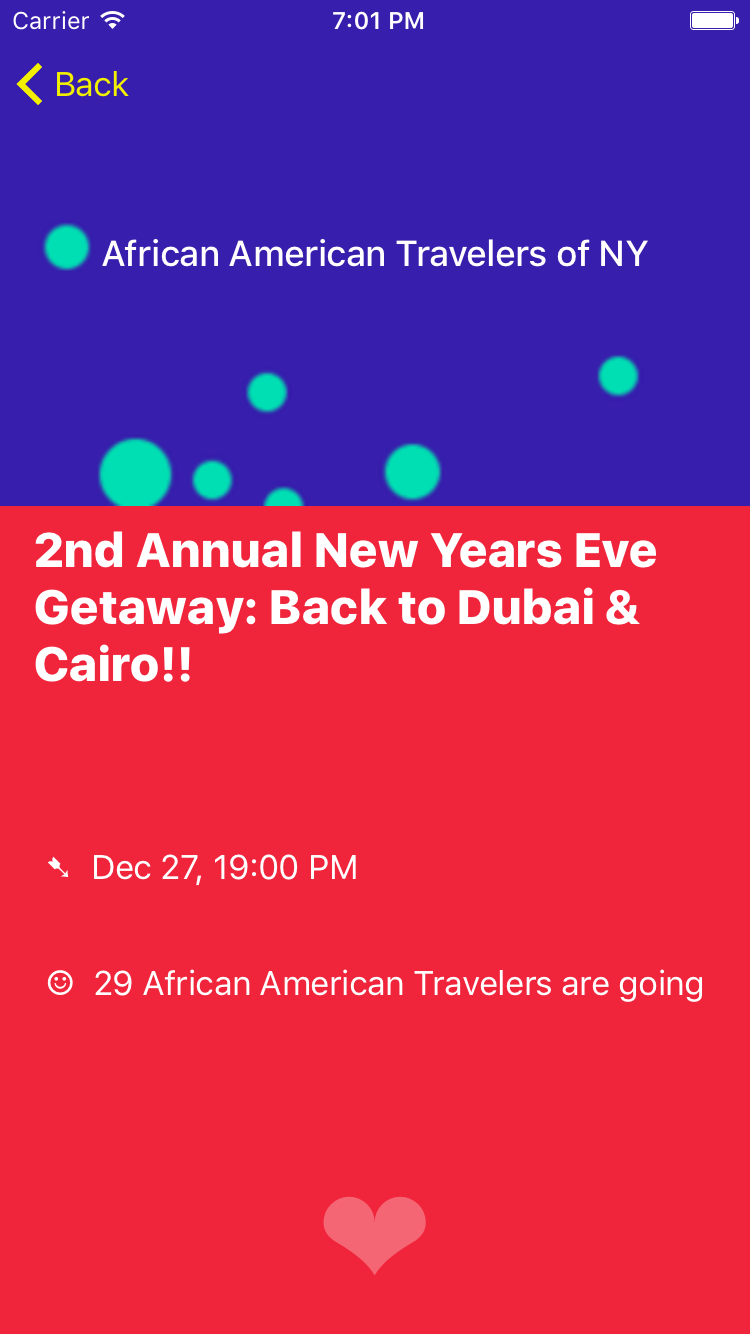 Carrier 7:01 PM
Back
African American Travelers of NY
2nd Annual New Years Eve
Getaway: Back to Dubai &
Cairo!!
Dec 27, 19:00 PM
29 African American Travelers are going